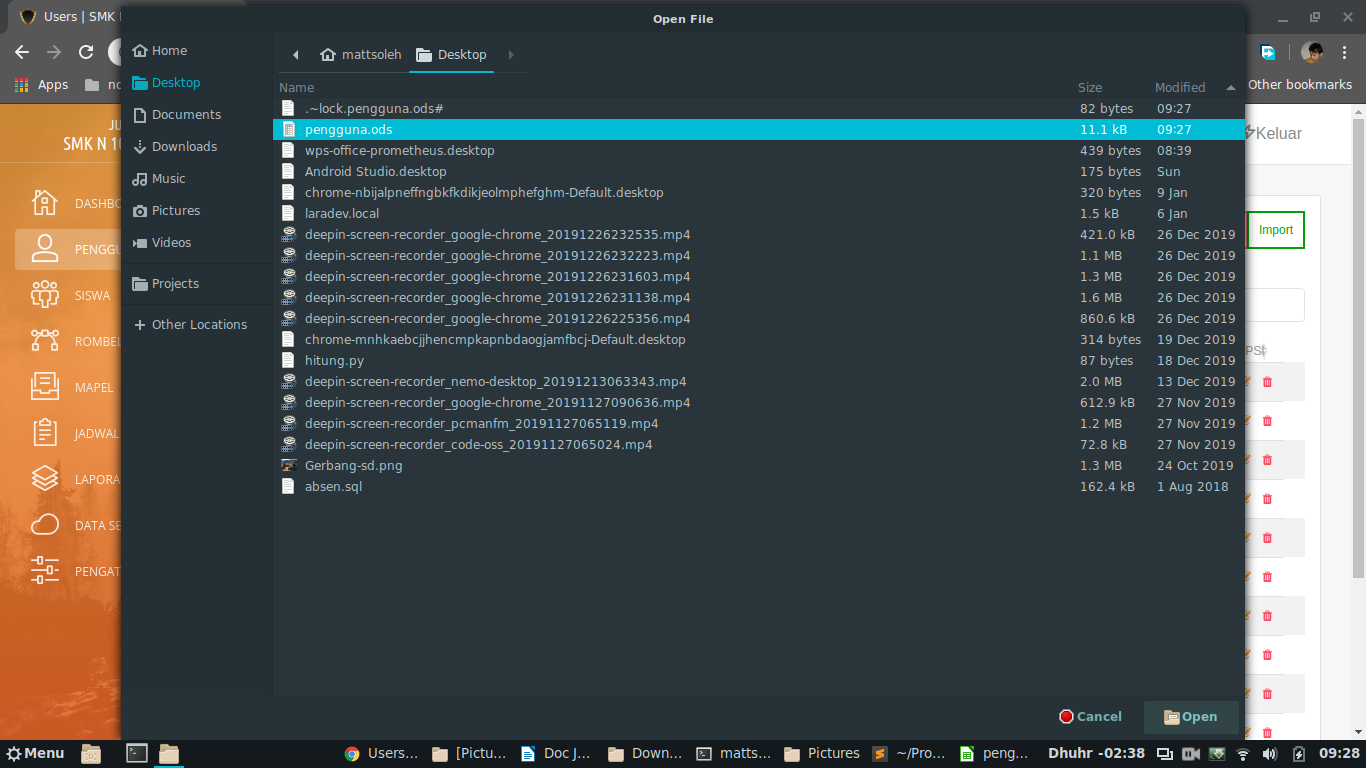 Users | SMK
Open File
Apps
Other bookmarks
Home
Desktop
Documents
Downloads
Music
Pictures
Videos
Projects
Other Locations
mattsoleh Desktop
Name Size Modified
.~lock.pengguna.ods# 82 bytes 09:27
pengguna.ods 11.1 kB 09:27
wps-office-prometheus.desktop 439 bytes 08:39
Android Studio.desktop 175 bytes Sun
chrome-nbijalpneffngbkfkdikjeolmphefghm-Default.desktop 320 bytes 9 Jan
laradev.local 1.5 kB 6 Jan
deepin-screen-recorder_google-chrome_20191226232535.mp4 421.0 kB 26 Dec 2019
deepin-screen-recorder_google-chrome_20191226232223.mp4 1.1 MB 26 Dec 2019
deepin-screen-recorder_google-chrome_20191226231603.mp4 1.3 MB 26 Dec 2019
deepin-screen-recorder_google-chrome_20191226231138.mp4 1.6 MB 26 Dec 2019
deepin-screen-recorder_google-chrome_20191226225356.mp4 860.6 kB 26 Dec 2019
chrome-mnhkaebcjjhencmpkapnbdaogjamfbcj-Default.desktop 314 bytes 19 Dec 2019
hitung.py 87 bytes 18 Dec 2019
deepin-screen-recorder_nemo-desktop_20191213063343.mp4 2.0 MB 13 Dec 2019
deepin-screen-recorder_google-chrome_20191127090636.mp4 612.9 kB 27 Nov 2019
deepin-screen-recorder_pcmanfm_20191127065119.mp4 1.2 MB 27 Nov 2019
deepin-screen-recorder_code-oss_20191127065024.mp4 72.8 kB 27 Nov 2019
Gerbang-sd.png 1.3 MB 24 Oct 2019
absen.sql 162.4 kB 1 Aug 2018
Cancel Open
JU
SMK N 10
DASHBO
PENGGU
SISWA
ROMBEL
MAPEL
JADWAL
LAPORA
DATA SE
PENGAT
Keluar
Import
PSI
Menu Users... [Pictu... Doc J... Down... matts... Pictures ~/Pro... peng... Dhuhr -02:38 09:28